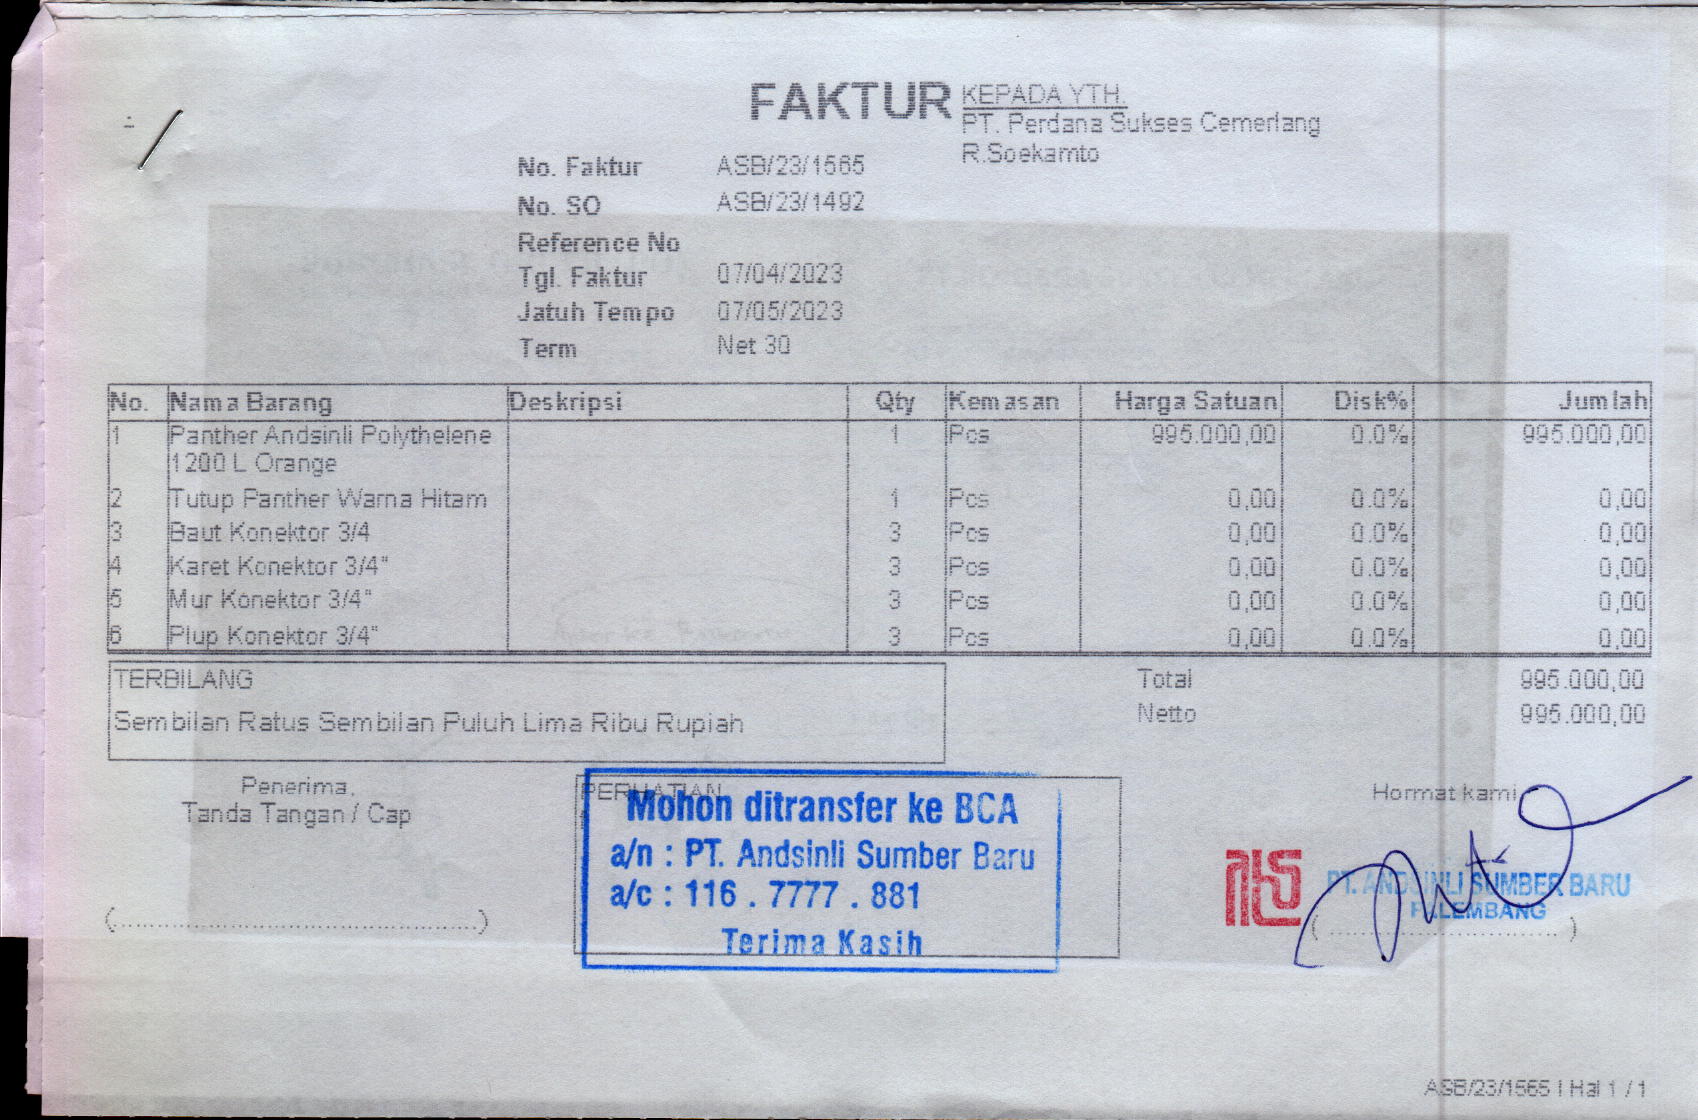 FAKTUR
KEPADA YTH.
PT. Perdana Sukses Cemerlang
R.Soekamto
No. Faktur ASB/23/1565
No. SO ASB/23/1492
Reference No
Tgl. Faktur 07/04/2023
Jatuh Tempo 07/05/2023
Term Net 30
No. Nama Barang Deskripsi Qty Kemasan Harga Satuan Disk% Jumlah
1 Panther Andsinli Polythelene 1 Pcs 995.000,00 0.0% 995.000,00
1200 L Orange
2 Tutup Panther Warna Hitam 1 Pcs 0,00 0.0% 0,00
3 Baut Konektor 3/4 3 Pcs 0,00 0.0% 0,00
4 Karet Konektor 3/4" 3 Pcs 0,00 0.0% 0,00
5 Mur Konektor 3/4" 3 Pcs 0,00 0.0% 0,00
6 Plup Konektor 3/4" 3 Pcs 0,00 0.0% 0,00
TERBILANG
Sembilan Ratus Sembilan Puluh Lima Ribu Rupiah
Total 995.000,00
Netto 995.000,00
Penerima,
Tanda Tangan / Cap
(..................................................)
PERHATIAN
Mohon ditransfer ke BCA
a/n : PT. Andsinli Sumber Baru
a/c : 116 . 7777 . 881
Terima Kasih
Hormat kami
PT. ANDSINLI SUMBER BARU
PALEMBANG
(..............................)
ASB/23/1565 | Hal 1 / 1